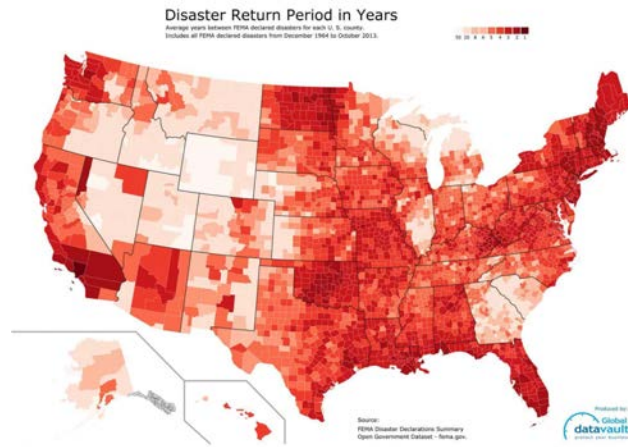 Disaster Return Period in Years
Average years between FEMA declared disasters for each U. S. county.
Includes all FEMA declared disasters from December 1964 to October 2013.
Source:
FEMA Disaster Declarations Summary
Open Government Dataset - fema.gov.
Produced by:
Global
datavault